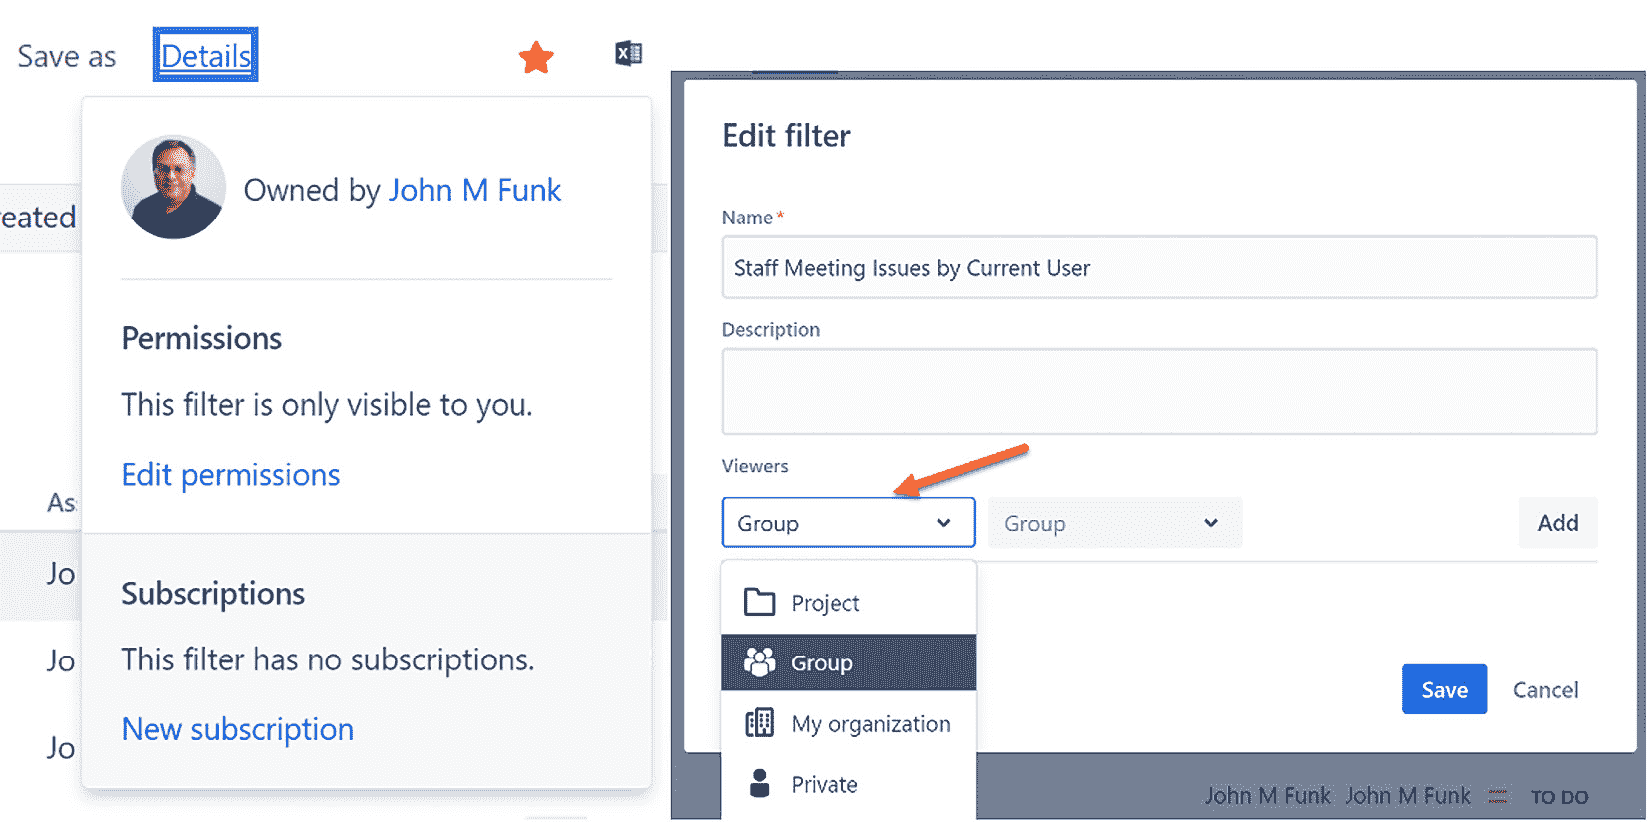 Save as
Details
reated
Owned by John M Funk
Permissions
This filter is only visible to you.
Edit permissions
As
Subscriptions
Jo
This filter has no subscriptions.
Jo
New subscription
Jo
Edit filter
Name *
Staff Meeting Issues by Current User
Description
Viewers
Group
Group
Add
Project
Group
My organization
Private
Save
Cancel
John M Funk John M Funk TO DO